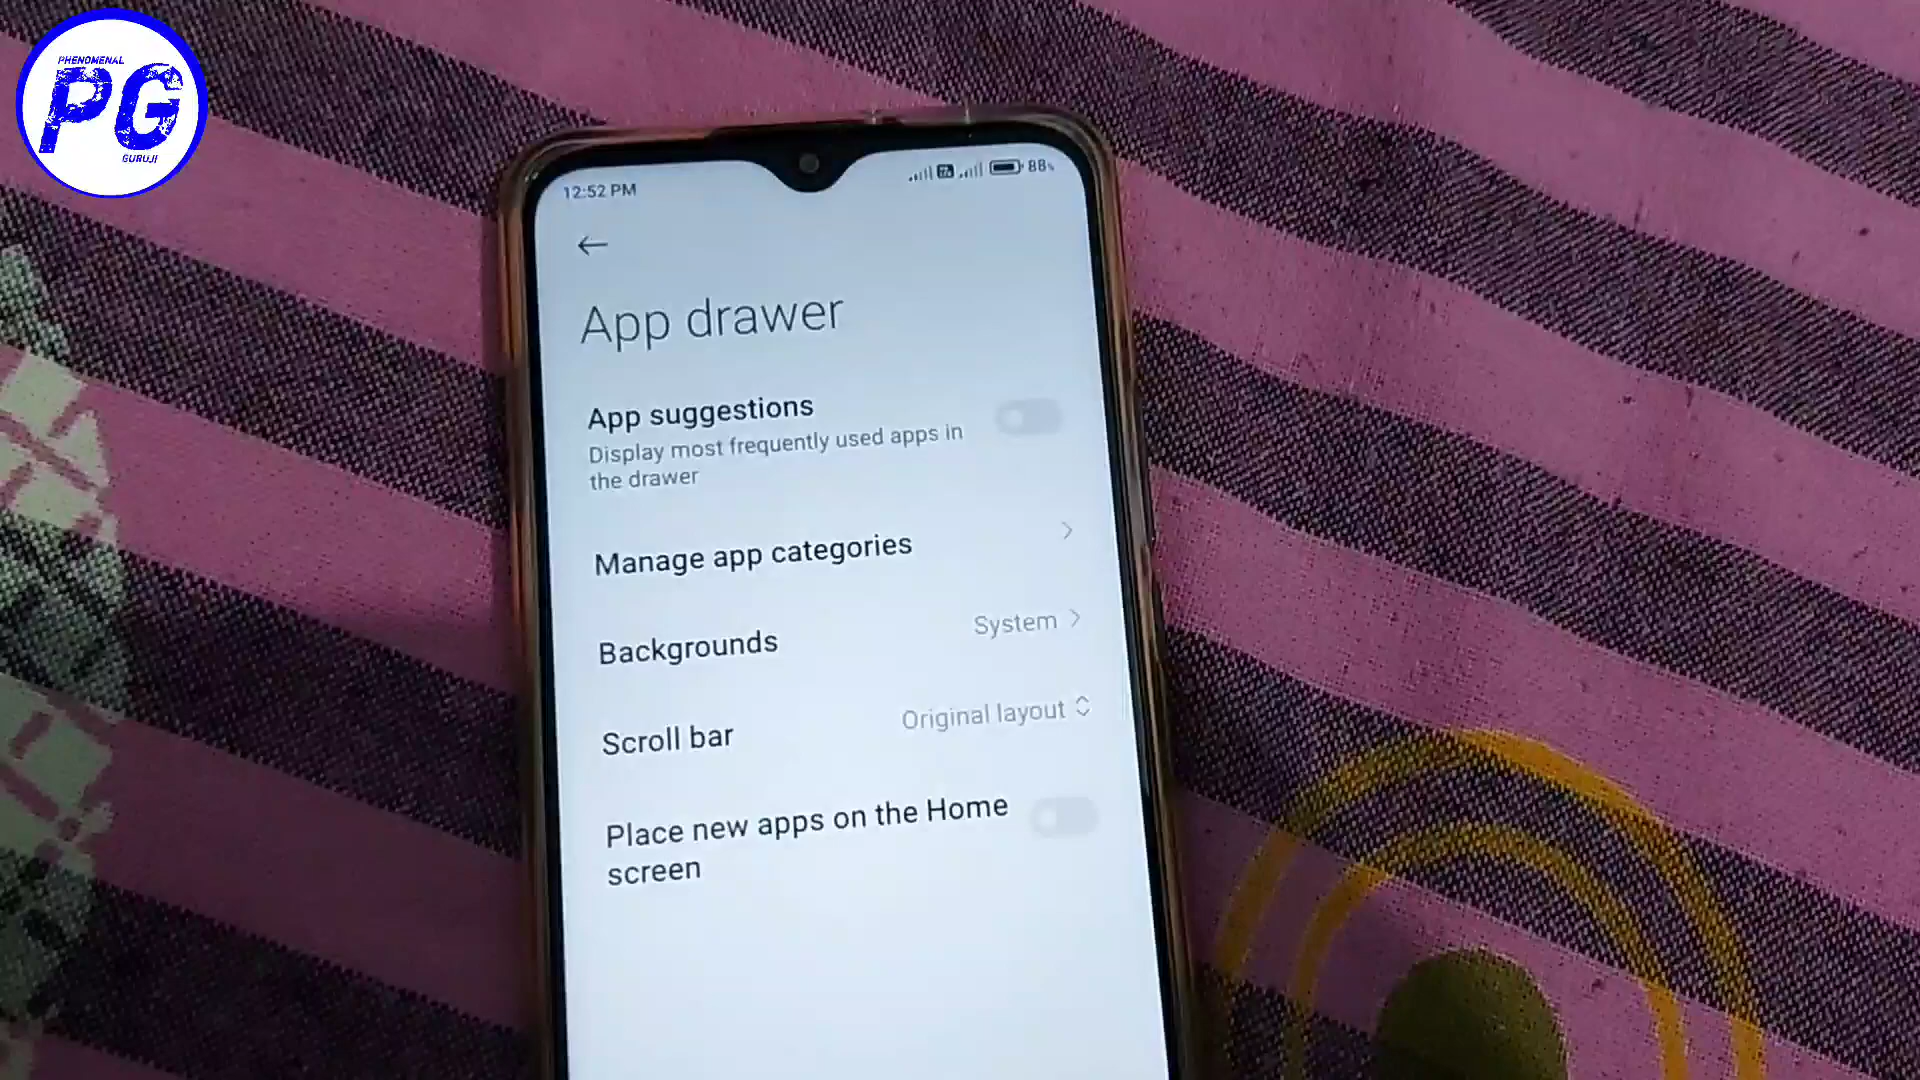 PHENOMENAL
PG
GURUJI
12:52 PM
88%
App drawer
App suggestions
Display most frequently used apps in
the drawer
Manage app categories
Backgrounds
System
Scroll bar
Original layout
Place new apps on the Home
screen